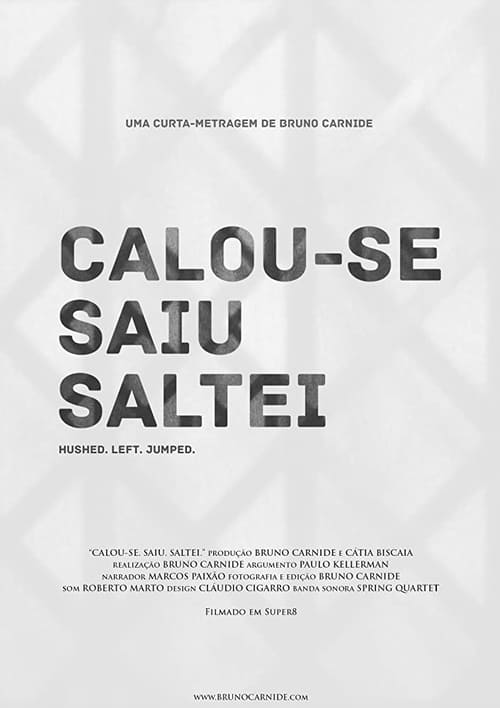 UMA CURTA-METRAGEM DE BRUNO CARNIDE
CALOU-SE
SAIU
SALTEI
HUSHED. LEFT. JUMPED.
"CALOU-SE. SAIU. SALTEI." PRODUÇÃO BRUNO CARNIDE E CÁTIA BISCAIA
REALIZAÇÃO BRUNO CARNIDE ARGUMENTO PAULO KELLERMAN
NARRADOR MARCOS PAIXÃO FOTOGRAFIA E EDIÇÃO BRUNO CARNIDE
SOM ROBERTO MARTO DESIGN CLÁUDIO CIGARRO BANDA SONORA SPRING QUARTET
FILMADO EM SUPER8
WWW.BRUNOCARNIDE.COM